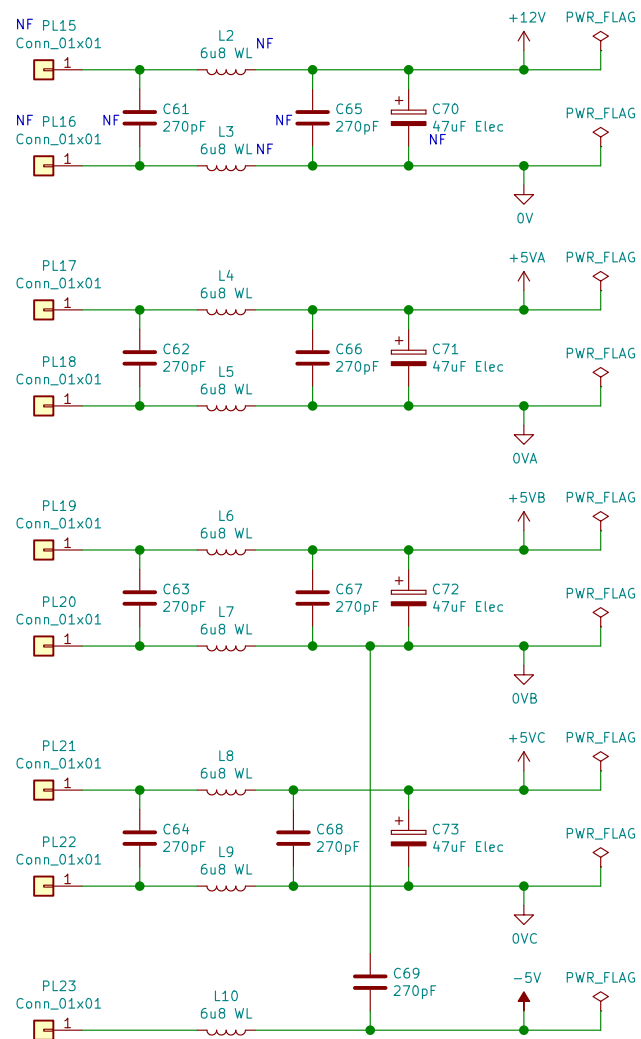 NF PL15
Conn_01x01
1
L2
6u8 WL
NF
+12V
PWR_FLAG
NF PL16
Conn_01x01
1
NF
C61
270pF
L3
6u8 WL
NF
NF
C65
270pF
+
C70
47uF Elec
NF
PWR_FLAG
0V
PL17
Conn_01x01
1
L4
6u8 WL
+5VA
PWR_FLAG
PL18
Conn_01x01
1
C62
270pF
L5
6u8 WL
C66
270pF
+
C71
47uF Elec
PWR_FLAG
0VA
PL19
Conn_01x01
1
L6
6u8 WL
+5VB
PWR_FLAG
PL20
Conn_01x01
1
C63
270pF
L7
6u8 WL
C67
270pF
+
C72
47uF Elec
PWR_FLAG
0VB
PL21
Conn_01x01
1
L8
6u8 WL
+5VC
PWR_FLAG
PL22
Conn_01x01
1
C64
270pF
L9
6u8 WL
C68
270pF
+
C73
47uF Elec
PWR_FLAG
0VC
PL23
Conn_01x01
1
L10
6u8 WL
C69
270pF
-5V
PWR_FLAG